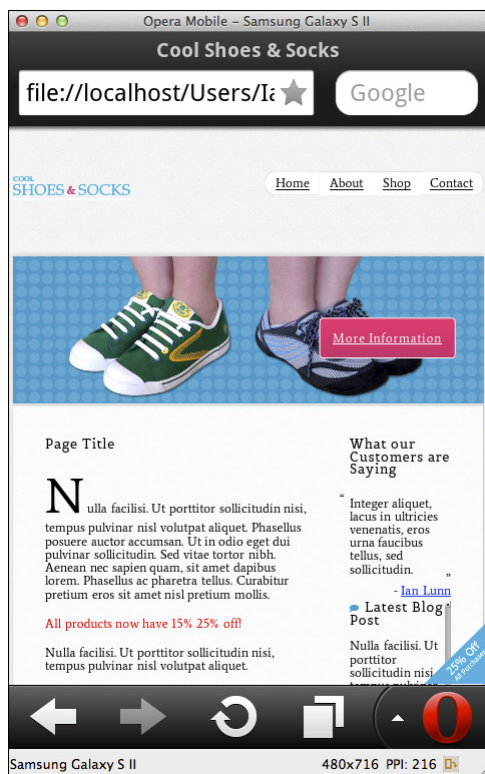 Opera Mobile – Samsung Galaxy S II
Cool Shoes & Socks
file://localhost/Users/Ia
Google
COOL
SHOES & SOCKS
Home About Shop Contact
More Information
Page Title
Nulla facilisi. Ut porttitor sollicitudin nisi,
tempus pulvinar nisl volutpat aliquet. Phasellus
posuere auctor accumsan. Ut in odio eget dui
pulvinar sollicitudin. Sed vitae tortor nibh.
Aenean nec sapien quam, sit amet dapibus
lorem. Phasellus ac pharetra tellus. Curabitur
pretium eros sit amet nisl pretium mollis.
All products now have 15% 25% off!
Nulla facilisi. Ut porttitor sollicitudin nisi,
tempus pulvinar nisl volutpat aliquet.
What our
Customers are
Saying
“
Integer aliquet,
lacus in ultricies
venenatis, eros
urna faucibus
tellus, sed
sollicitudin.
”
- Ian Lunn
Latest Blog
Post
Nulla facilisi. Ut
porttitor
sollicitudin nisi,
tempus pulvinar
25% Off
All Purchases
Samsung Galaxy S II
480x716 PPI: 216